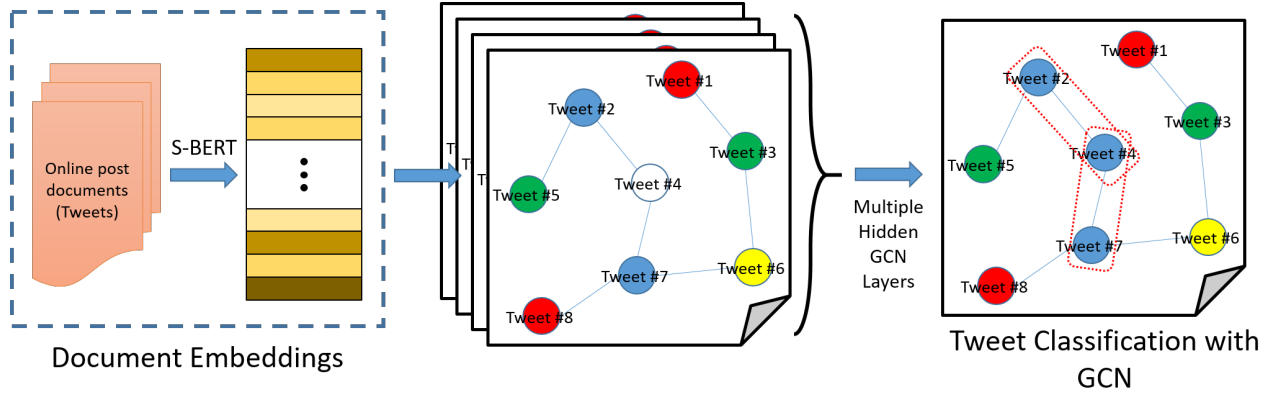 Online post
documents
(Tweets)
S-BERT
Document Embeddings
T
T
T
Tweet #1
Tweet #2
Tweet #3
Tweet #4
Tweet #5
Tweet #6
Tweet #7
Tweet #8
Multiple
Hidden
GCN
Layers
Tweet #1
Tweet #2
Tweet #3
Tweet #4
Tweet #5
Tweet #6
Tweet #7
Tweet #8
Tweet Classification with
GCN